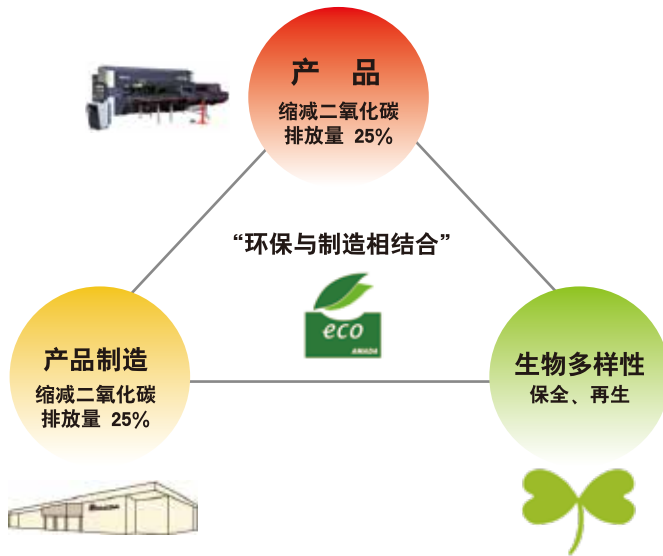 产 品
缩减二氧化碳
排放量 25%
“环保与制造相结合”
eco
AMADA
产品制造
缩减二氧化碳
排放量 25%
生物多样性
保全、再生